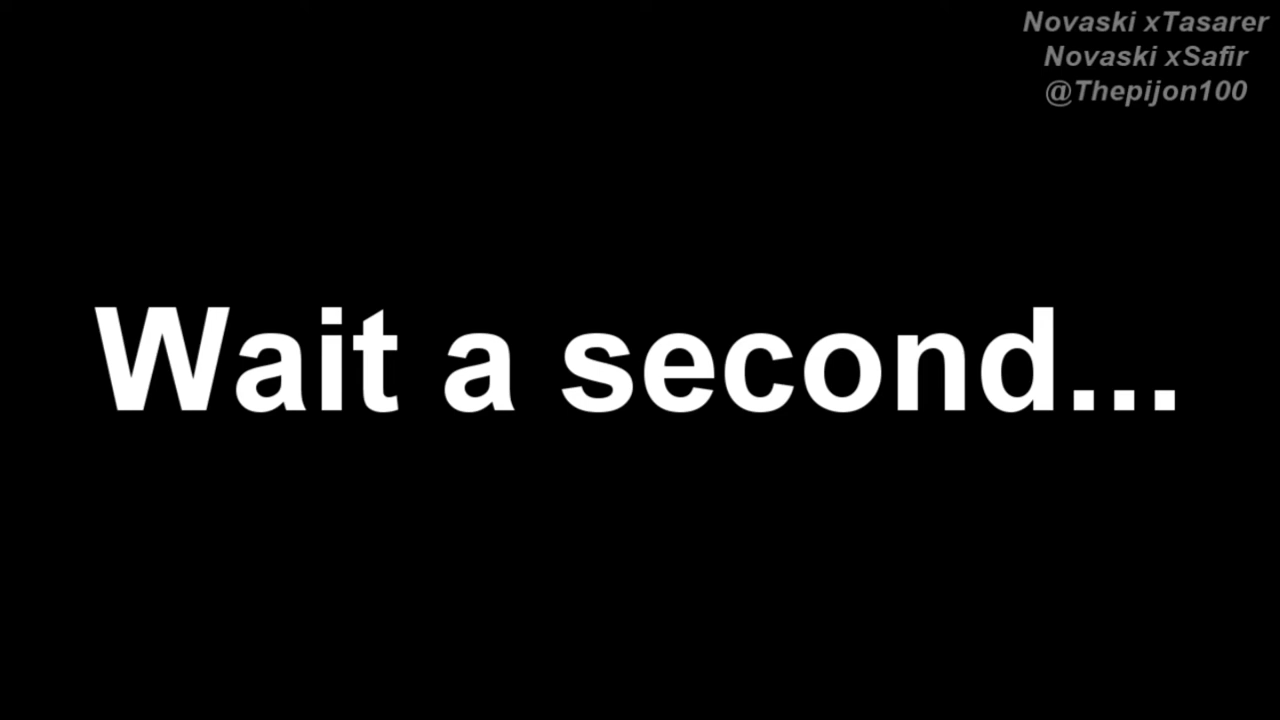 Novaski xTasarer
Novaski xSafir
@Thepijon100
Wait a second...